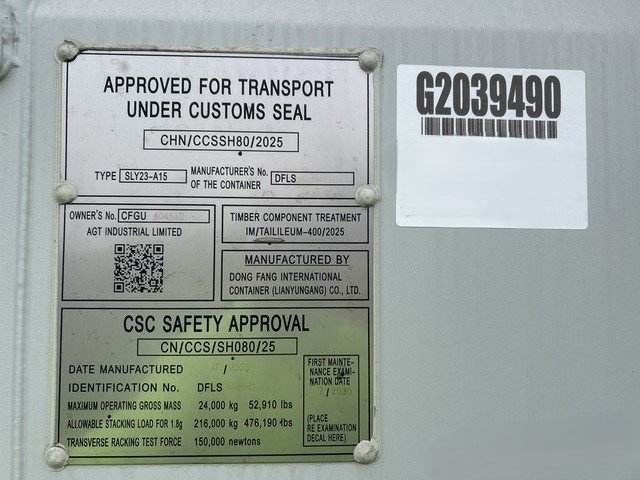 APPROVED FOR TRANSPORT
UNDER CUSTOMS SEAL
CHN/CCSSH80/2025
TYPE SLY23-A15 MANUFACTURER'S No. OF THE CONTAINER DFLS
OWNER'S No. CFGU
AGT INDUSTRIAL LIMITED
TIMBER COMPONENT TREATMENT
IM/TAILILEUM-400/2025
MANUFACTURED BY
DONG FANG INTERNATIONAL
CONTAINER (LIANYUNGANG) CO., LTD.
CSC SAFETY APPROVAL
CN/CCS/SH080/25
DATE MANUFACTURED 7 / 2025
IDENTIFICATION No. DFLS
MAXIMUM OPERATING GROSS MASS 24,000 kg 52,910 lbs
ALLOWABLE STACKING LOAD FOR 1.8g 216,000 kg 476,190 lbs
TRANSVERSE RACKING TEST FORCE 150,000 newtons
FIRST MAINTE-
NANCE EXAMI-
NATION DATE
/ 2030
(PLACE
RE EXAMINATION
DECAL HERE)
G2039490